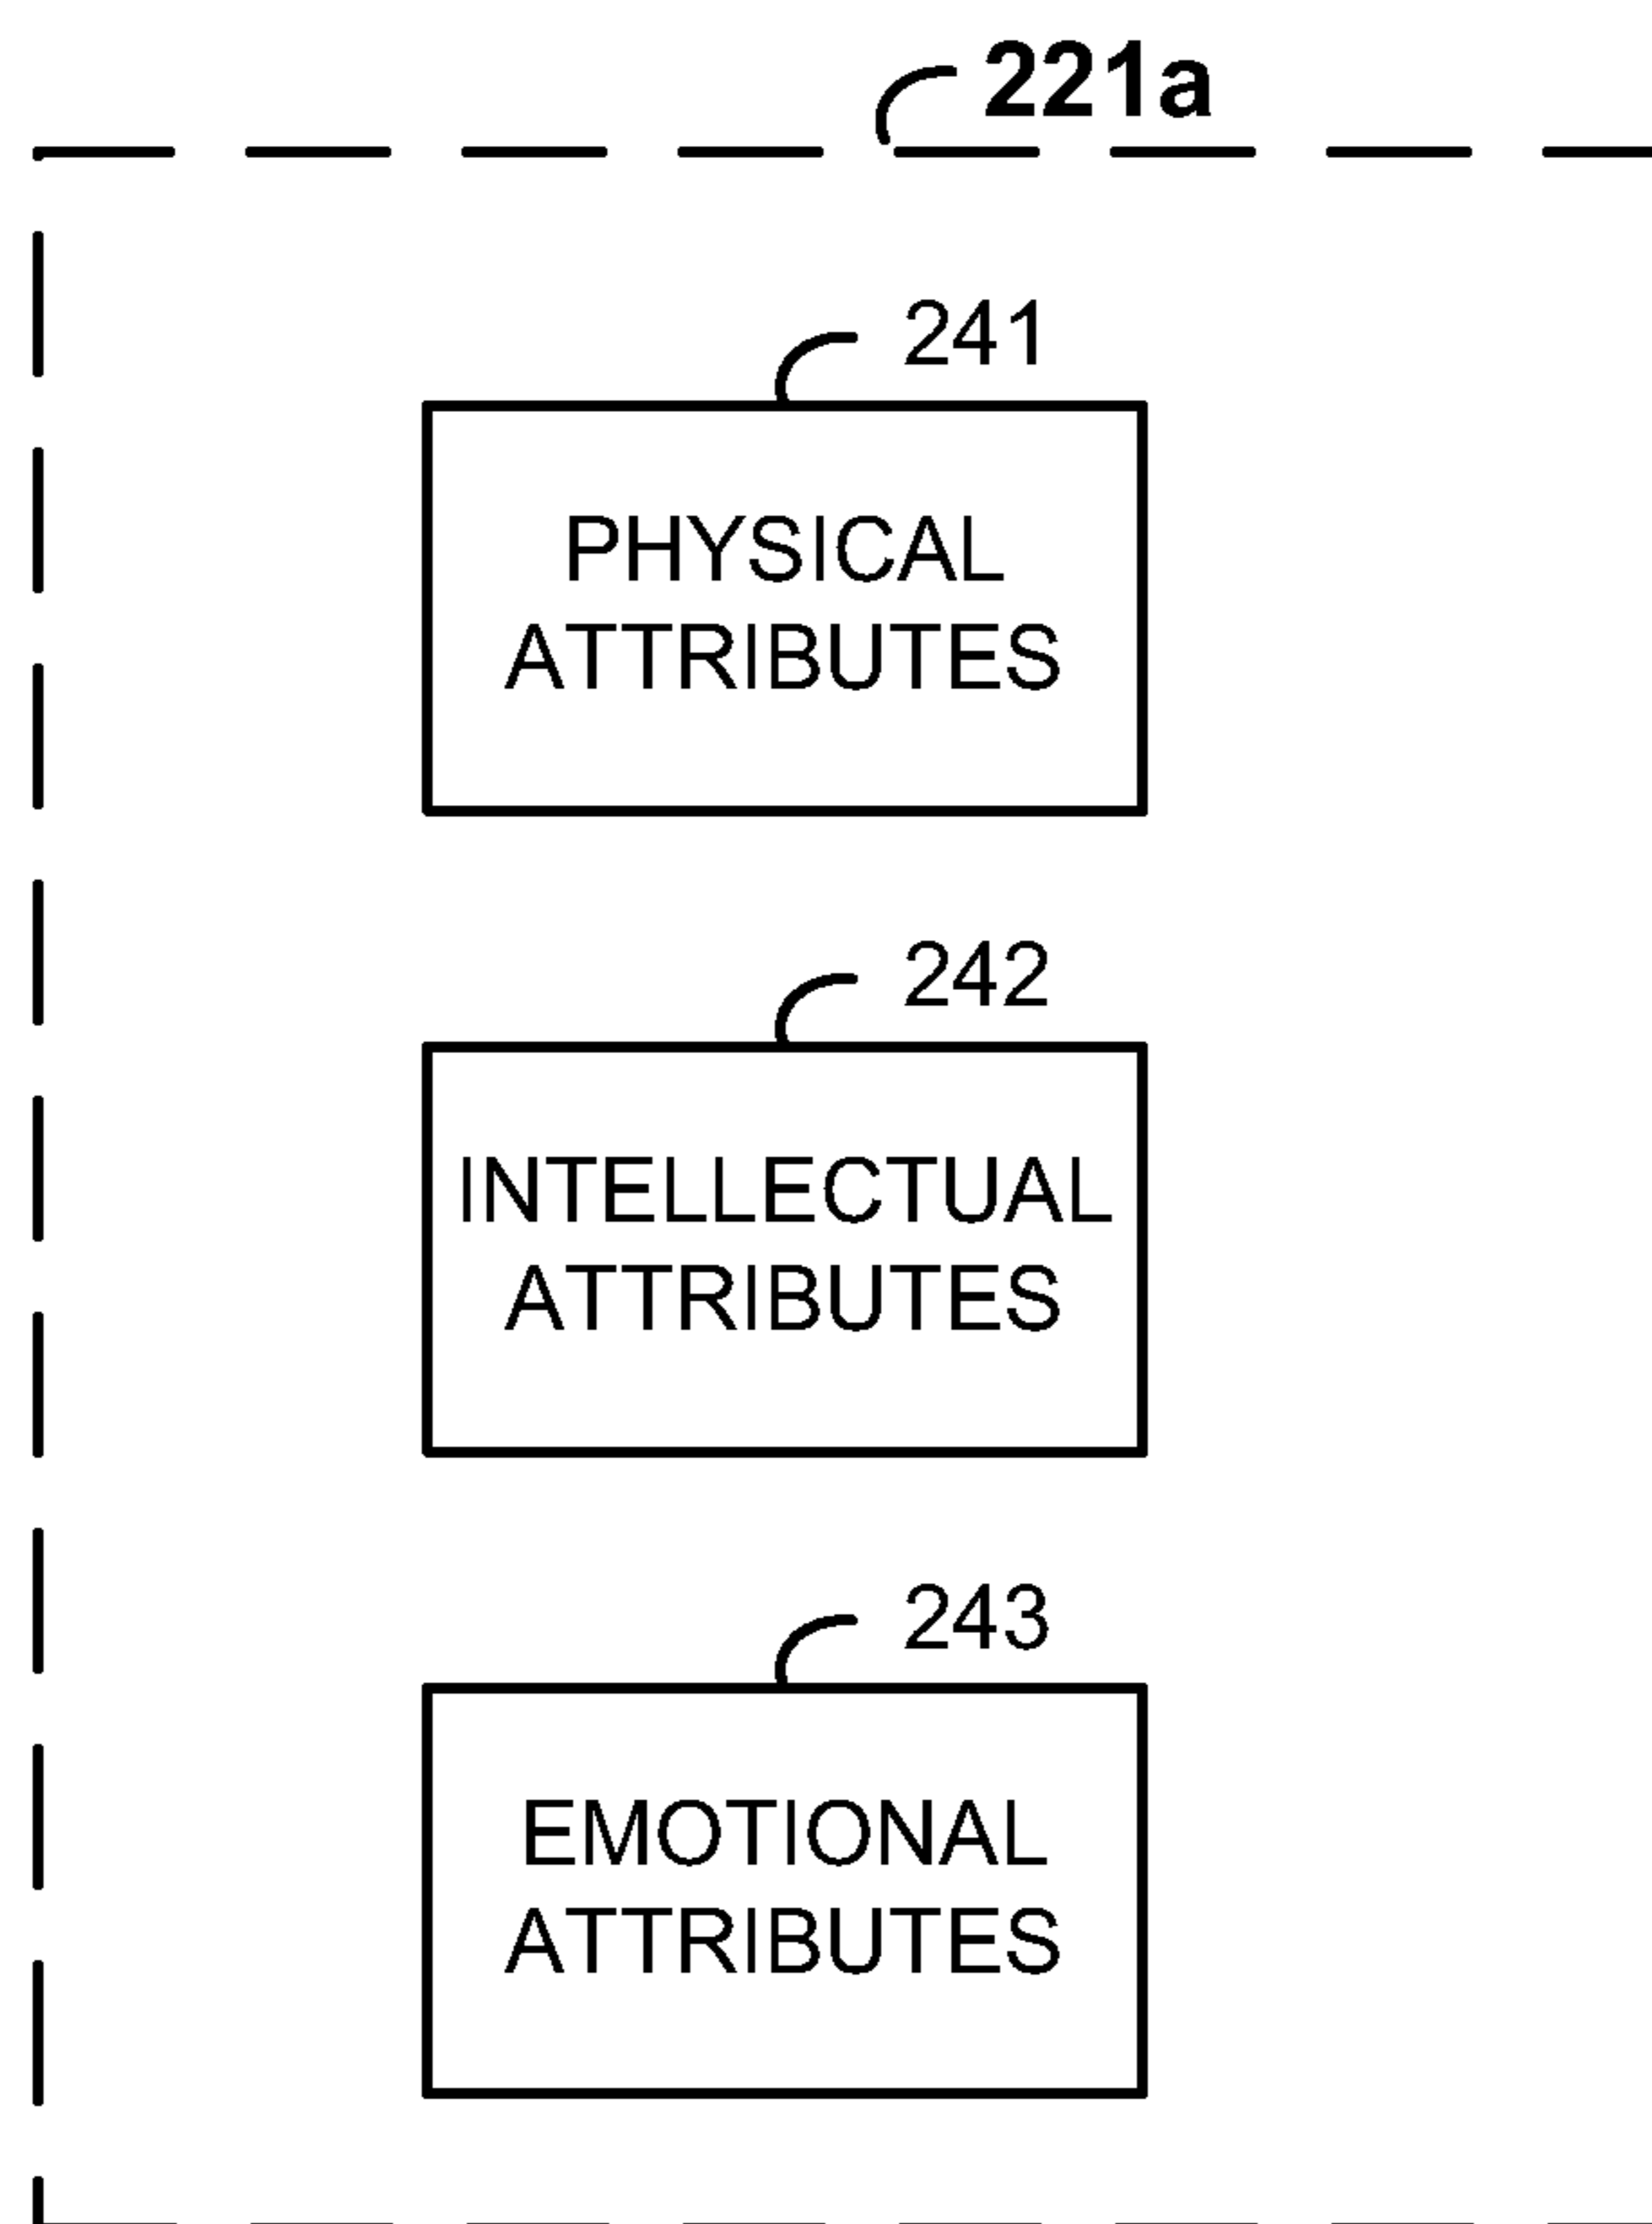 221a
241
PHYSICAL
ATTRIBUTES
242
INTELLECTUAL
ATTRIBUTES
243
EMOTIONAL
ATTRIBUTES